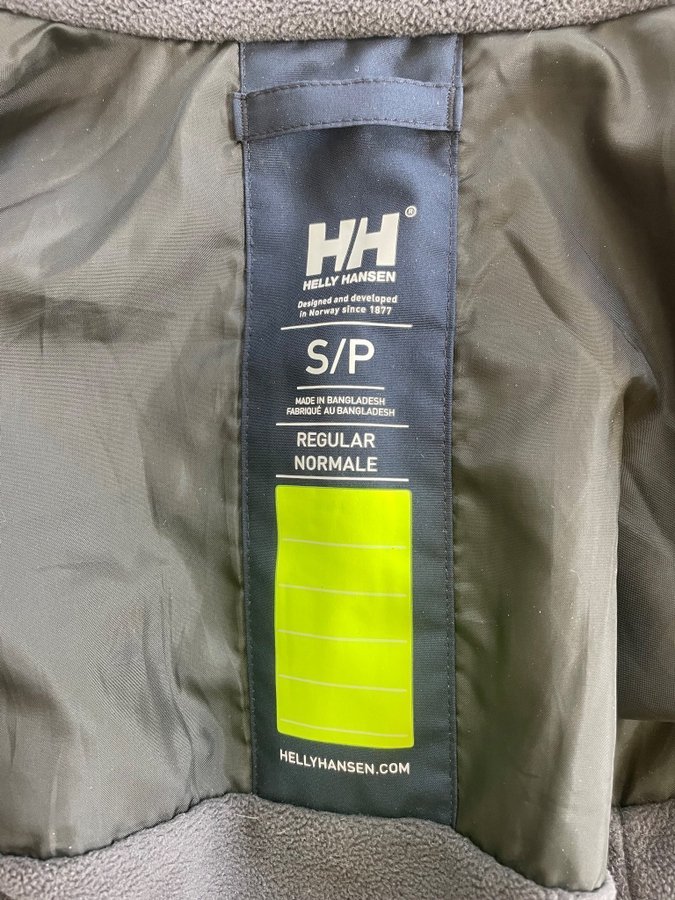 HH®
HELLY HANSEN
Designed and developed
in Norway since 1877
S/P
MADE IN BANGLADESH
FABRIQUÉ AU BANGLADESH
REGULAR
NORMALE
HELLYHANSEN.COM